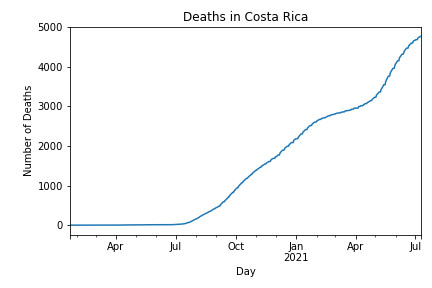 Deaths in Costa Rica
5000
4000
3000
2000
1000
0
Number of Deaths
Apr Jul Oct Jan Apr Jul
2021
Day